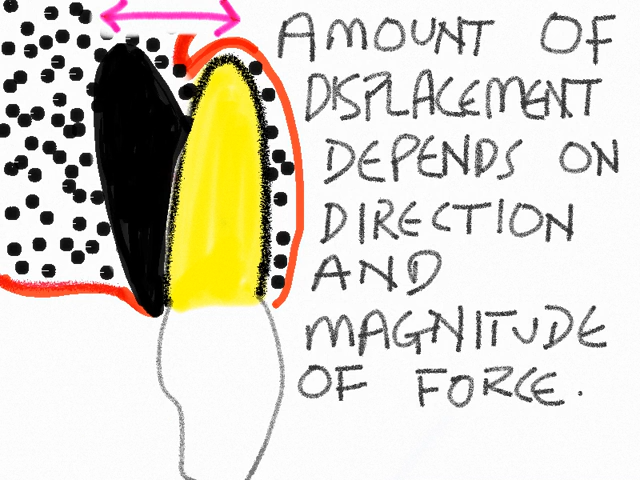 AMOUNT OF
DISPLACEMENT
DEPENDS ON
DIRECTION
AND
MAGNITUDE
OF FORCE.